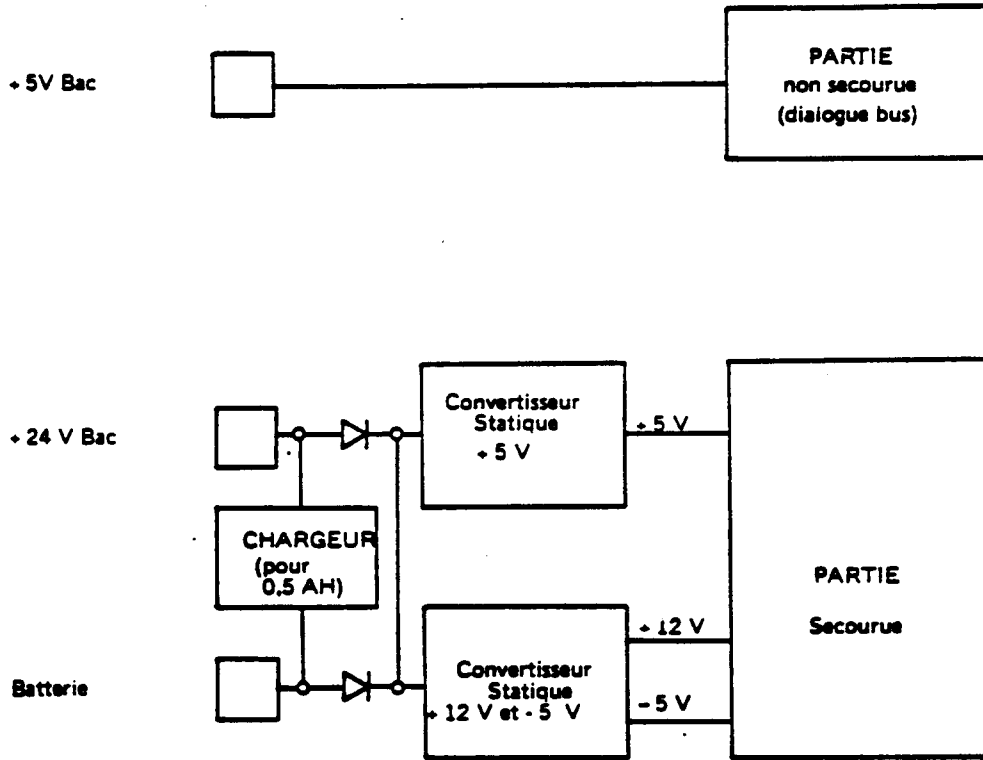 + 5V Bac
PARTIE
non secourue
(dialogue bus)
+ 24 V Bac
Convertisseur
Statique
+ 5 V
+ 5 V
CHARGEUR
(pour
0,5 AH)
PARTIE
Secourue
Batterie
Convertisseur
Statique
+ 12 V et - 5 V
+ 12 V
- 5 V